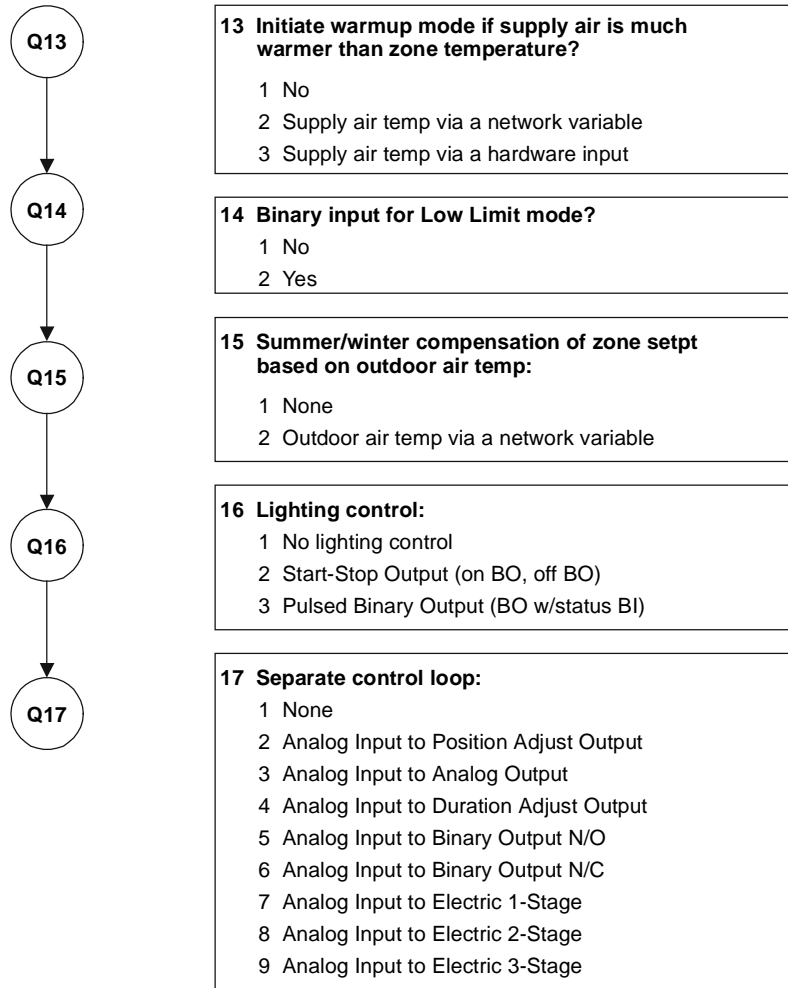 Q13
13 Initiate warmup mode if supply air is much
warmer than zone temperature?
1 No
2 Supply air temp via a network variable
3 Supply air temp via a hardware input
Q14
14 Binary input for Low Limit mode?
1 No
2 Yes
Q15
15 Summer/winter compensation of zone setpt
based on outdoor air temp:
1 None
2 Outdoor air temp via a network variable
Q16
16 Lighting control:
1 No lighting control
2 Start-Stop Output (on BO, off BO)
3 Pulsed Binary Output (BO w/status BI)
Q17
17 Separate control loop:
1 None
2 Analog Input to Position Adjust Output
3 Analog Input to Analog Output
4 Analog Input to Duration Adjust Output
5 Analog Input to Binary Output N/O
6 Analog Input to Binary Output N/C
7 Analog Input to Electric 1-Stage
8 Analog Input to Electric 2-Stage
9 Analog Input to Electric 3-Stage